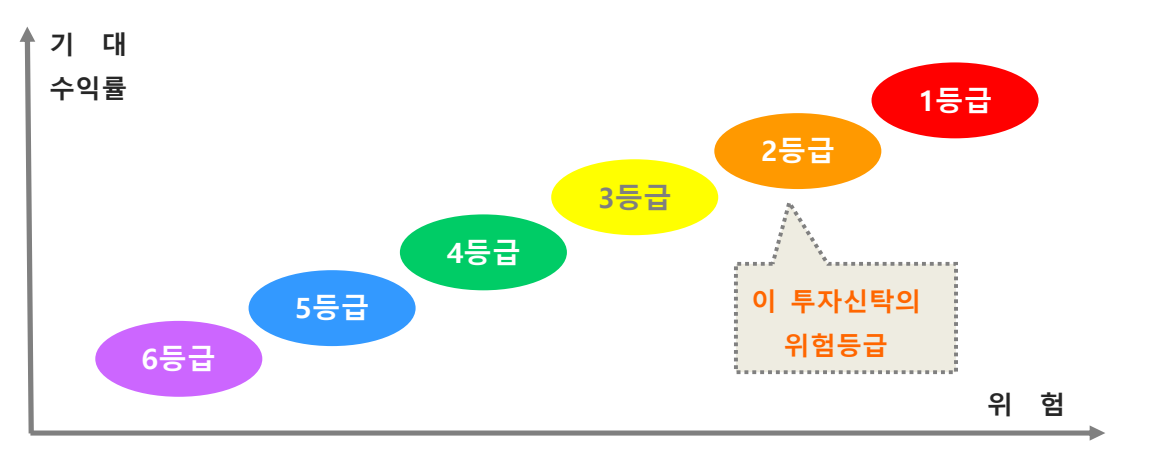 기 대
수익률
1등급
2등급
3등급
4등급
5등급
6등급
이 투자신탁의
위험등급
위 험